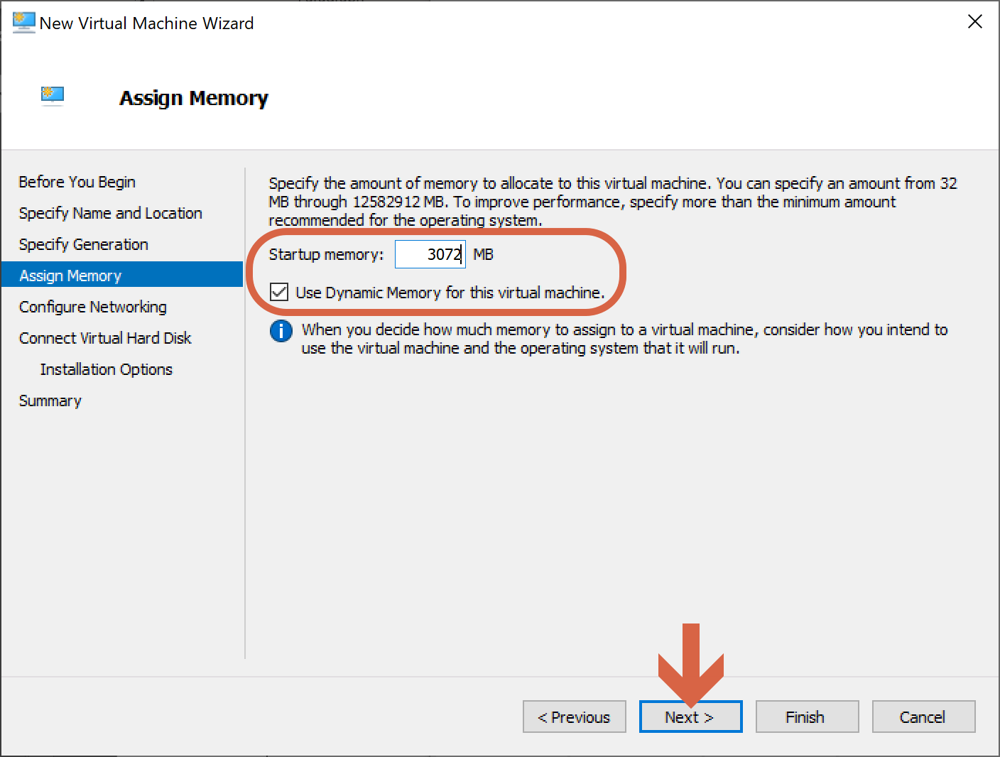 New Virtual Machine Wizard
Assign Memory
Before You Begin
Specify Name and Location
Specify Generation
Assign Memory
Configure Networking
Connect Virtual Hard Disk
Installation Options
Summary
Specify the amount of memory to allocate to this virtual machine. You can specify an amount from 32
MB through 12582912 MB. To improve performance, specify more than the minimum amount
recommended for the operating system.
Startup memory: 3072 MB
Use Dynamic Memory for this virtual machine.
When you decide how much memory to assign to a virtual machine, consider how you intend to
use the virtual machine and the operating system that it will run.
< Previous
Next >
Finish
Cancel